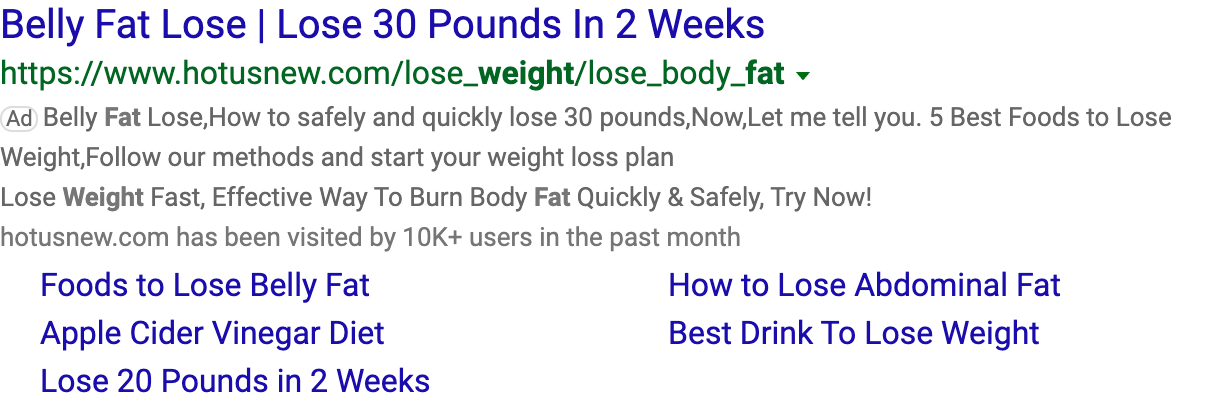 Belly Fat Lose | Lose 30 Pounds In 2 Weeks
https://www.hotusnew.com/lose_weight/lose_body_fat
Ad Belly Fat Lose,How to safely and quickly lose 30 pounds,Now,Let me tell you. 5 Best Foods to Lose
Weight,Follow our methods and start your weight loss plan
Lose Weight Fast, Effective Way To Burn Body Fat Quickly & Safely, Try Now!
hotusnew.com has been visited by 10K+ users in the past month
Foods to Lose Belly Fat
How to Lose Abdominal Fat
Apple Cider Vinegar Diet
Best Drink To Lose Weight
Lose 20 Pounds in 2 Weeks